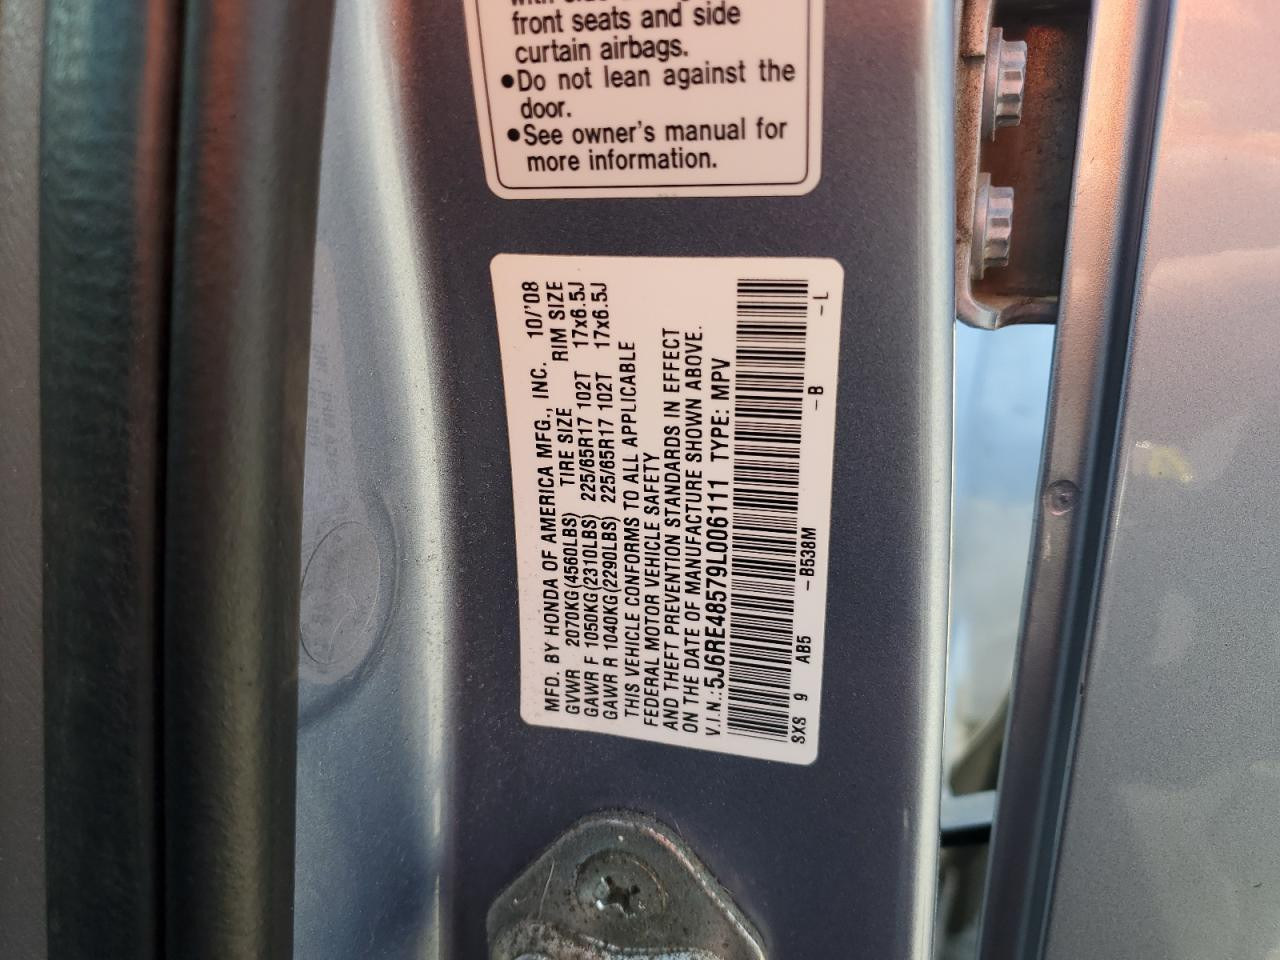 front seats and side
curtain airbags.
●Do not lean against the
door.
●See owner's manual for
more information.
MFD. BY HONDA OF AMERICA MFG., INC. 10/'08
GVWR 2070KG(4560LBS) TIRE SIZE RIM SIZE
GAWR F 1050KG(2310LBS) 225/65R17 102T 17x6.5J
GAWR R 1040KG(2290LBS) 225/65R17 102T 17x6.5J
THIS VEHICLE CONFORMS TO ALL APPLICABLE
FEDERAL MOTOR VEHICLE SAFETY
AND THEFT PREVENTION STANDARDS IN EFFECT
ON THE DATE OF MANUFACTURE SHOWN ABOVE.
V.I.N.:5J6RE48579L006111 TYPE: MPV
SXS 9 AB5 -B538M -B -L